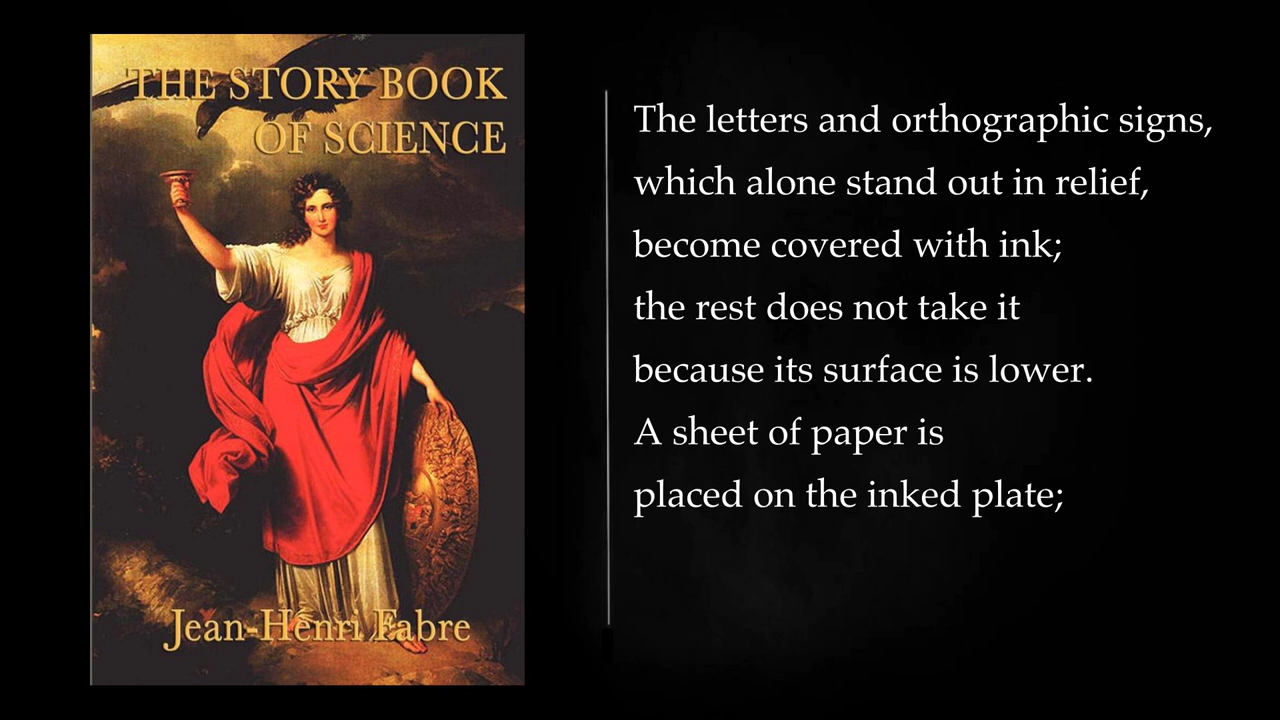 THE STORY BOOK
OF SCIENCE
Jean-Henri Fabre
The letters and orthographic signs,
which alone stand out in relief,
become covered with ink;
the rest does not take it
because its surface is lower.
A sheet of paper is
placed on the inked plate;